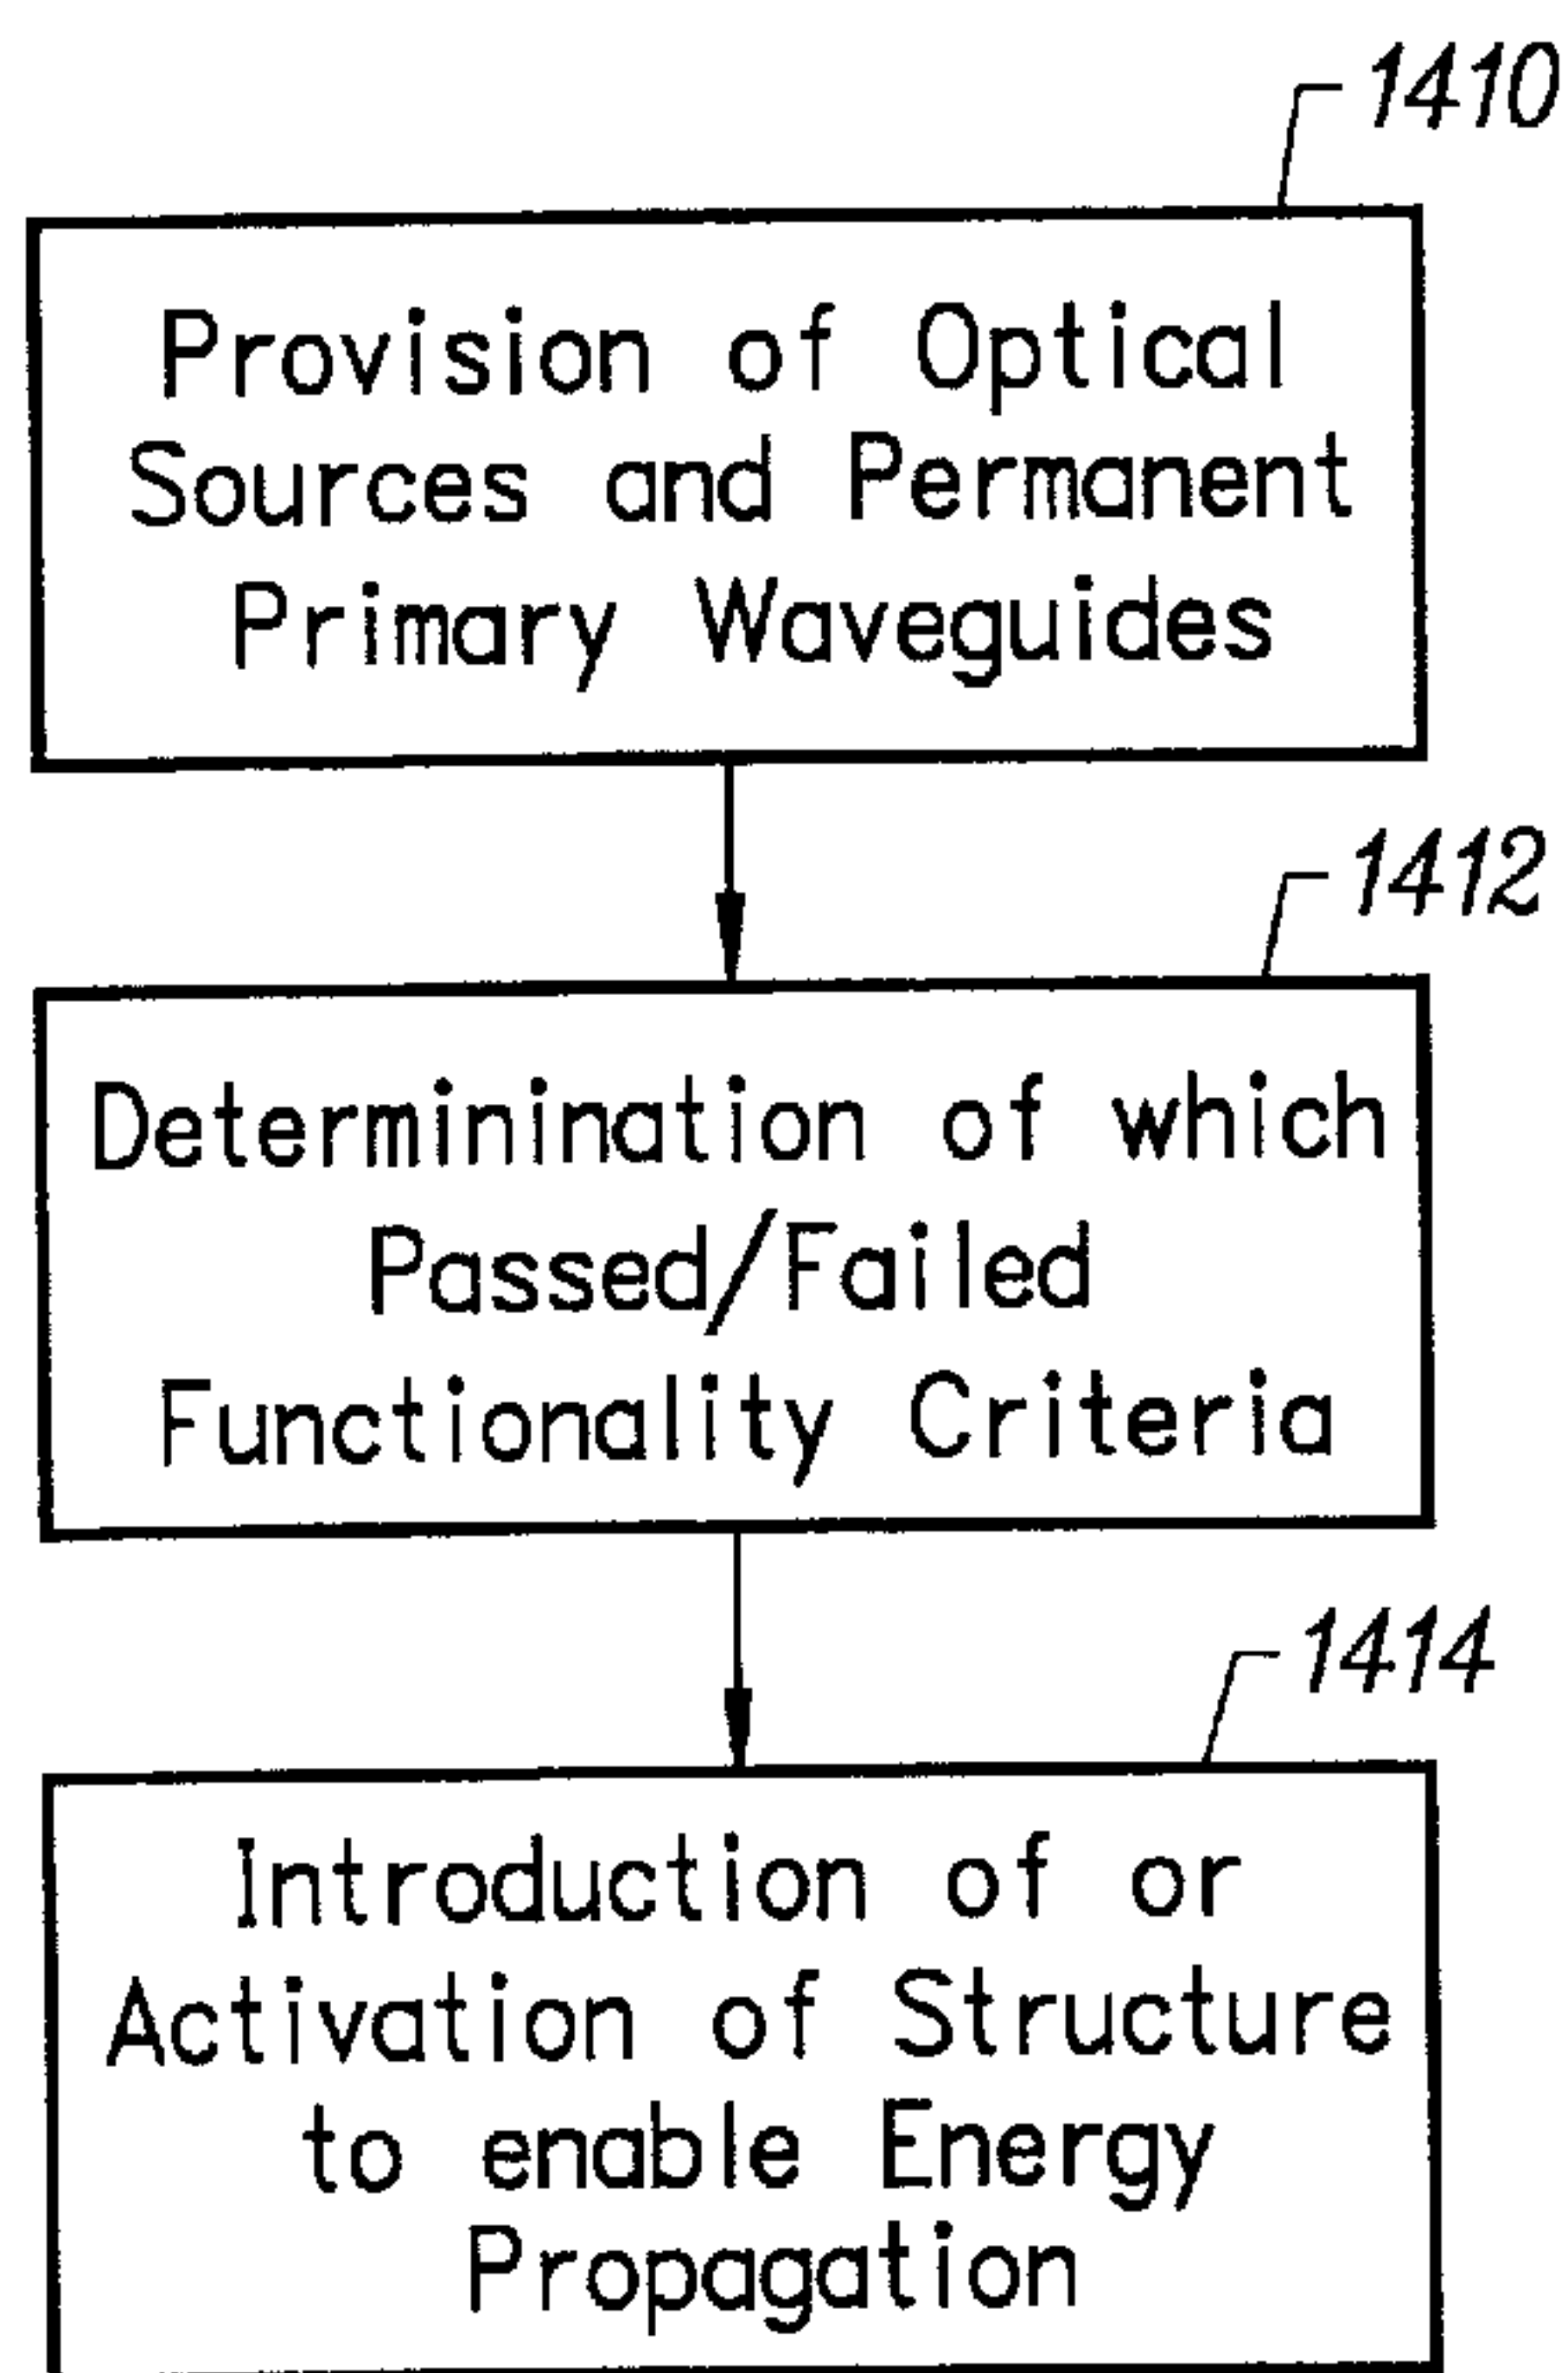 1410
Provision of Optical
Sources and Permanent
Primary Waveguides
1412
Determinination of which
Passed/Failed
Functionality Criteria
1414
Introduction of or
Activation of Structure
to enable Energy
Propagation